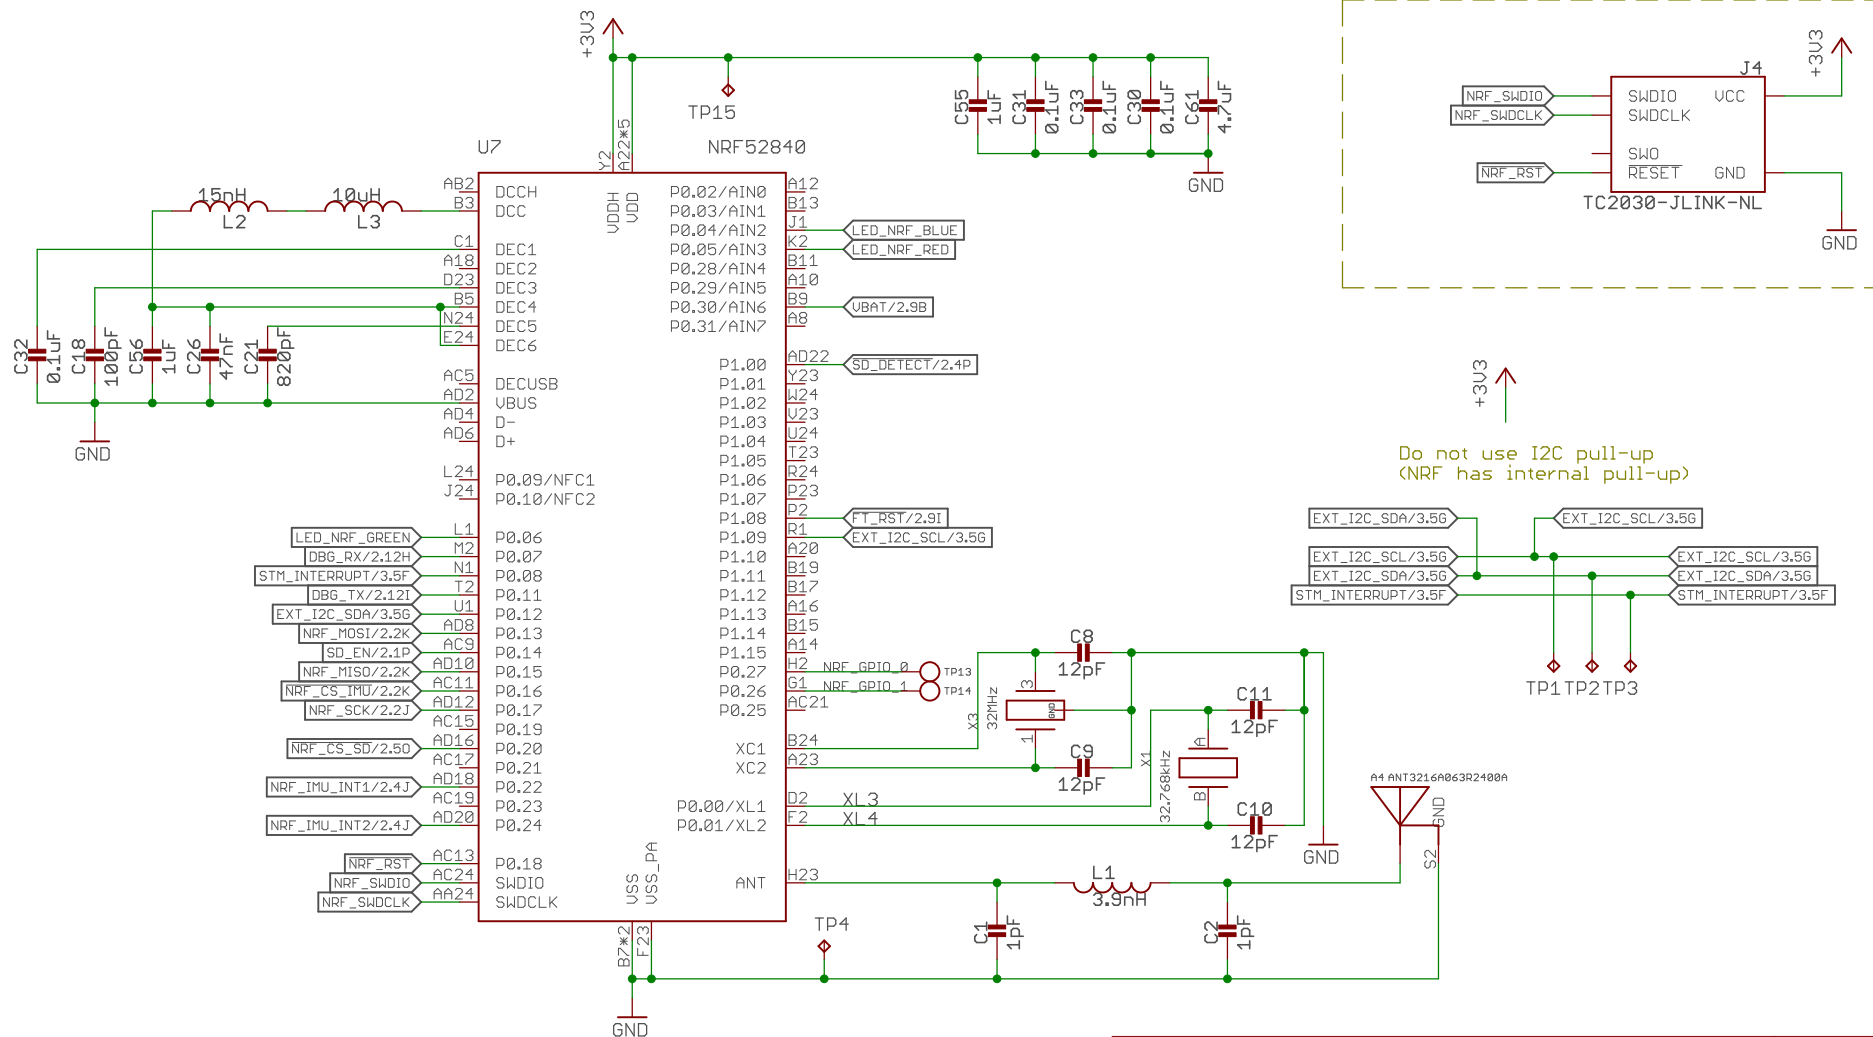 +3V3
TP15
U7
NRF52840
Y2
A22*5
VDDH
VDD
C55
1uF
C31
0.1uF
C33
0.1uF
C30
0.1uF
C61
4.7uF
GND
15nH
L2
10uH
L3
AB2 DCCH
B3 DCC
C1 DEC1
A18 DEC2
D23 DEC3
B5 DEC4
N24 DEC5
E24 DEC6
AC5 DECUSB
AD2 VBUS
AD4 D-
AD6 D+
L24 P0.09/NFC1
J24 P0.10/NFC2
LED_NRF_GREEN L1 P0.06
DBG_RX/2.12H M2 P0.07
STM_INTERRUPT/3.5F N1 P0.08
DBG_TX/2.12I T2 P0.11
EXT_I2C_SDA/3.5G U1 P0.12
NRF_MOSI/2.2K AD8 P0.13
SD_EN/2.1P AC9 P0.14
NRF_MISO/2.2K AD10 P0.15
NRF_CS_IMU/2.2K AC11 P0.16
NRF_SCK/2.2J AD12 P0.17
AC15 P0.19
NRF_CS_SD/2.5O AD16 P0.20
AC17 P0.21
NRF_IMU_INT1/2.4J AD18 P0.22
AC19 P0.23
NRF_IMU_INT2/2.4J AD20 P0.24
NRF_RST AC13 P0.18
NRF_SWDIO AC24 SWDIO
NRF_SWDCLK AA24 SWDCLK
C32
0.1uF
C18
100pF
C56
1uF
C26
47nF
C21
820pF
GND
P0.02/AIN0 A12
P0.03/AIN1 B13
P0.04/AIN2 J1 LED_NRF_BLUE
P0.05/AIN3 K2 LED_NRF_RED
P0.28/AIN4 B11
P0.29/AIN5 A10
P0.30/AIN6 B9 VBAT/2.9B
P0.31/AIN7 A8
P1.00 AD22 SD_DETECT/2.4P
P1.01 Y23
P1.02 W24
P1.03 V23
P1.04 U24
P1.05 T23
P1.06 R24
P1.07 P23
P1.08 P2 FT_RST/2.9I
P1.09 R1 EXT_I2C_SCL/3.5G
P1.10 A20
P1.11 B19
P1.12 B17
P1.13 A16
P1.14 B15
P1.15 A14
P0.27 H2 NRF_GPIO_0 TP13
P0.26 G1 NRF_GPIO_1 TP14
P0.25 AC21
XC1 B24
XC2 A23
P0.00/XL1 D2 XL3
P0.01/XL2 F2 XL4
ANT H23
VSS
VSS_PA
B7*2
F23
GND
TP4
C8
12pF
X3
32MHz
3
GND
1
C9
12pF
C11
12pF
X1
32.768kHz
A
B
C10
12pF
GND
L1
3.9nH
C1
1pF
C2
1pF
A4 ANT3216A063R2400A
GND
S2
J4
NRF_SWDIO SWDIO VCC
NRF_SWDCLK SWDCLK
SWO
NRF_RST RESET GND
TC2030-JLINK-NL
+3V3
GND
+3V3
Do not use I2C pull-up
(NRF has internal pull-up)
EXT_I2C_SDA/3.5G EXT_I2C_SCL/3.5G
EXT_I2C_SCL/3.5G EXT_I2C_SCL/3.5G
EXT_I2C_SDA/3.5G EXT_I2C_SDA/3.5G
STM_INTERRUPT/3.5F STM_INTERRUPT/3.5F
TP1 TP2 TP3